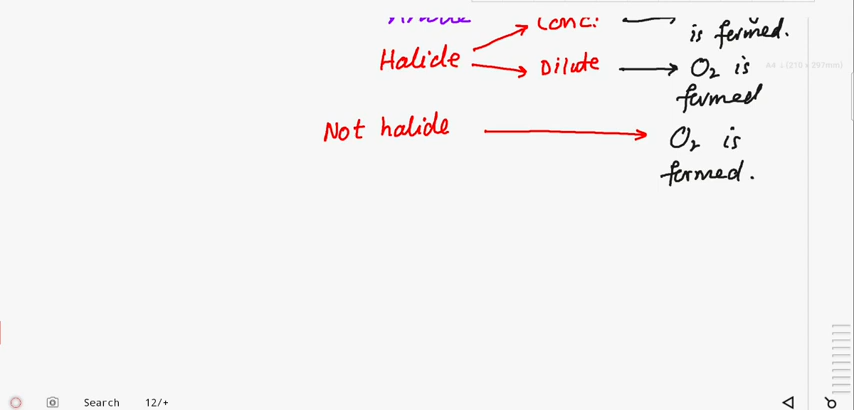 Conc.
is formed.
Halide
Dilute
O2 is
formed
A4 ⊥(210 x 297mm)
Not halide
O2 is
formed.
Search
12/+